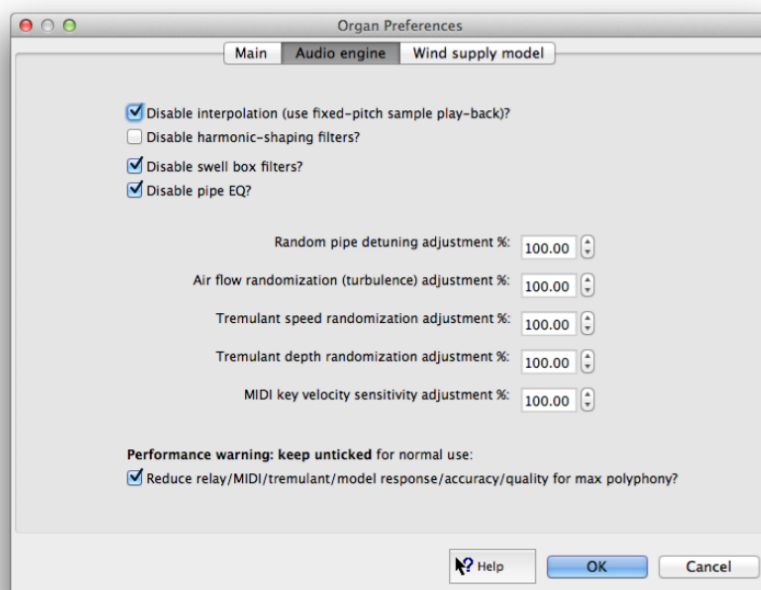 Organ Preferences
Main Audio engine Wind supply model
Disable interpolation (use fixed-pitch sample play-back)?
Disable harmonic-shaping filters?
Disable swell box filters?
Disable pipe EQ?
Random pipe detuning adjustment %: 100.00
Air flow randomization (turbulence) adjustment %: 100.00
Tremulant speed randomization adjustment %: 100.00
Tremulant depth randomization adjustment %: 100.00
MIDI key velocity sensitivity adjustment %: 100.00
Performance warning: keep unticked for normal use:
Reduce relay/MIDI/tremulant/model response/accuracy/quality for max polyphony?
Help OK Cancel